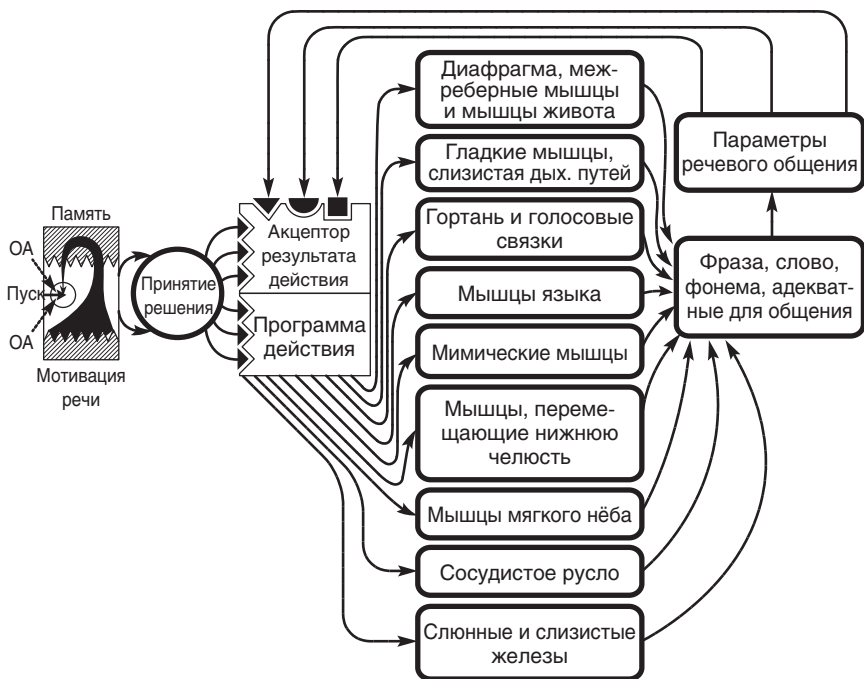 Память
ОА
Пуск
ОА
Мотивация
речи
Принятие
решения
Акцептор
результата
действия
Программа
действия
Диафрагма, меж-
реберные мышцы
и мышцы живота
Гладкие мышцы,
слизистая дых. путей
Гортань и голосовые
связки
Мышцы языка
Мимические мышцы
Мышцы, переме-
щающие нижнюю
челюсть
Мышцы мягкого нёба
Сосудистое русло
Слюнные и слизистые
железы
Параметры
речевого общения
Фраза, слово,
фонема, адекват-
ные для общения